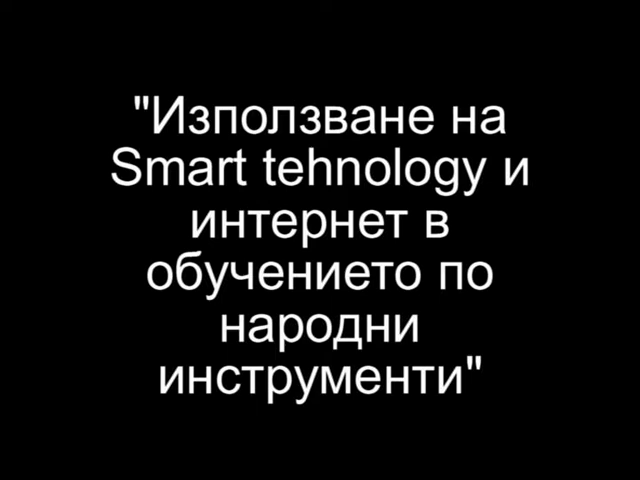 "Използване на
Smart tehnology и
интернет в
обучението по
народни
инструменти"